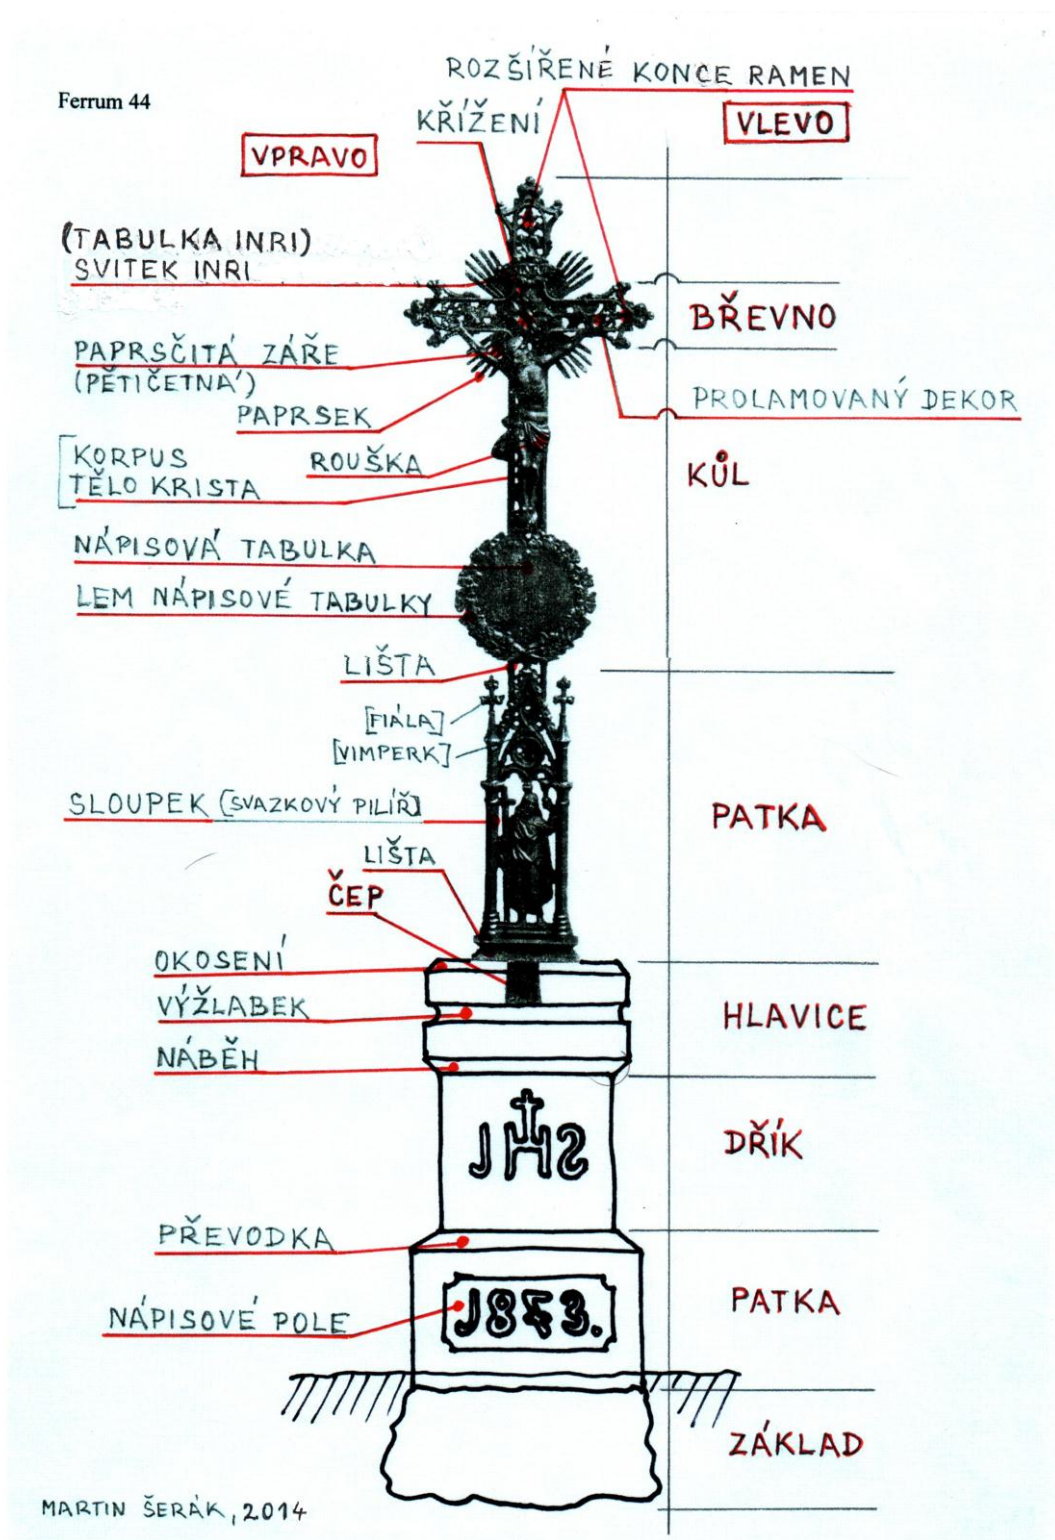 Ferrum 44
ROZŠÍŘENÉ KONCE RAMEN
KŘÍŽENÍ
VLEVO
VPRAVO
(TABULKA INRI)
SVITEK INRI
BŘEVNO
PAPRSČITÁ ZÁŘE
(PĚTIČETNÁ)
PROLAMOVANÝ DEKOR
PAPRSEK
KORPUS
TĚLO KRISTA
ROUŠKA
KŮL
NÁPISOVÁ TABULKA
LEM NÁPISOVÉ TABULKY
LIŠTA
[FIÁLA]
[VIMPERK]
SLOUPEK [SVAZKOVÝ PILÍŘ]
PATKA
LIŠTA
ČEP
OKOSENÍ
VÝŽLABEK
HLAVICE
NÁBĚH
JHS
DŘÍK
PŘEVODKA
PATKA
1843.
NÁPISOVÉ POLE
ZÁKLAD
MARTIN ŠERÁK, 2014